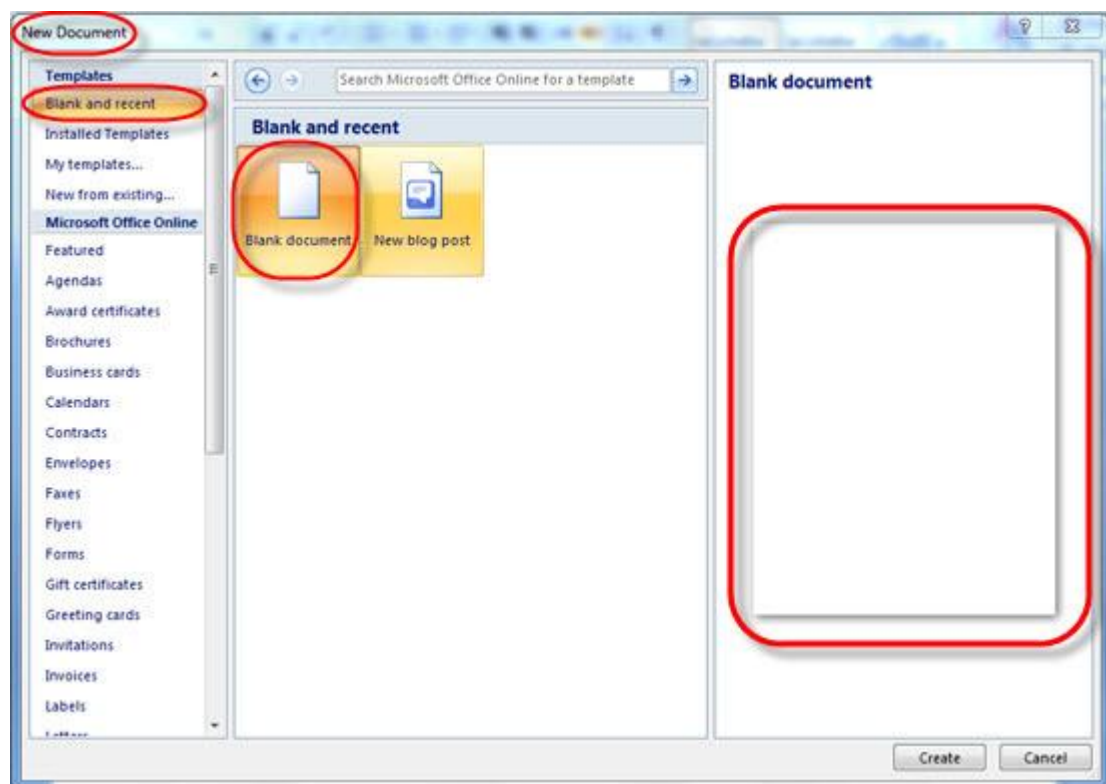 New Document
Templates
Blank and recent
Installed Templates
My templates...
New from existing...
Microsoft Office Online
Featured
Agendas
Award certificates
Brochures
Business cards
Calendars
Contracts
Envelopes
Faxes
Flyers
Forms
Gift certificates
Greeting cards
Invitations
Invoices
Labels
Search Microsoft Office Online for a template
Blank and recent
Blank document
New blog post
Blank document
Create
Cancel